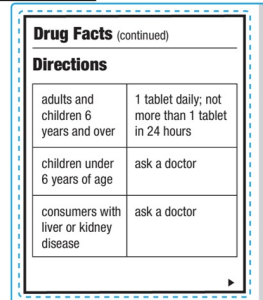 Drug Facts (continued)
Directions
adults and
children 6
years and over
1 tablet daily; not
more than 1 tablet
in 24 hours
children under
6 years of age
ask a doctor
consumers with
liver or kidney
disease
ask a doctor